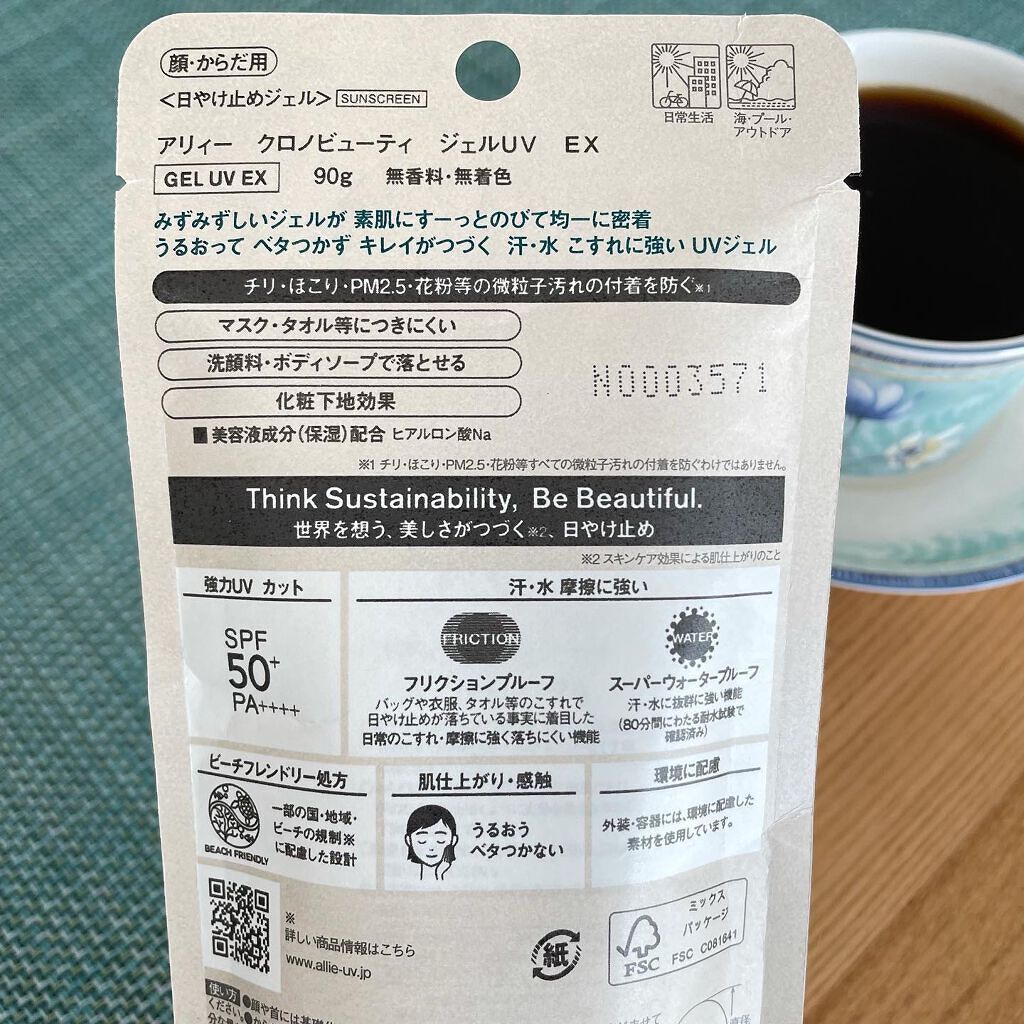 顔・からだ用
<日やけ止めジェル> SUNSCREEN
日常生活
海・プール・
アウトドア
アリィー クロノビューティ ジェルUV EX
GEL UV EX 90g 無香料・無着色
みずみずしいジェルが 素肌にすーっとのびて均一に密着
うるおって ベタつかず キレイがつづく 汗・水 こすれに強い UVジェル
チリ・ほこり・PM2.5・花粉等の微粒子汚れの付着を防ぐ※1
マスク・タオル等につきにくい
洗顔料・ボディソープで落とせる
化粧下地効果
N0003571
■美容液成分(保湿)配合 ヒアルロン酸Na
※1 チリ・ほこり・PM2.5・花粉等すべての微粒子汚れの付着を防ぐわけではありません。
Think Sustainability, Be Beautiful.
世界を想う、美しさがつづく※2、日やけ止め
※2 スキンケア効果による肌仕上がりのこと
強力UV カット
SPF
50+
PA++++
汗・水 摩擦に強い
FRICTION
フリクションプルーフ
バッグや衣服、タオル等のこすれで
日やけ止めが落ちている事実に着目した
日常のこすれ・摩擦に強く落ちにくい機能
WATER
スーパーウォータープルーフ
汗・水に抜群に強い機能
(80分間にわたる耐水試験で
確認済み)
ビーチフレンドリー処方
BEACH FRIENDLY
一部の国・地域・
ビーチの規制※
に配慮した設計
肌仕上がり・感触
うるおう
ベタつかない
環境に配慮
外装・容器には、環境に配慮した
素材を使用しています。
※
詳しい商品情報はこちら
www.allie-uv.jp
紙
FSC
ミックス
パッケージ
FSC C081641
使い方 ●顔や首には基礎化
ください。●から
直径